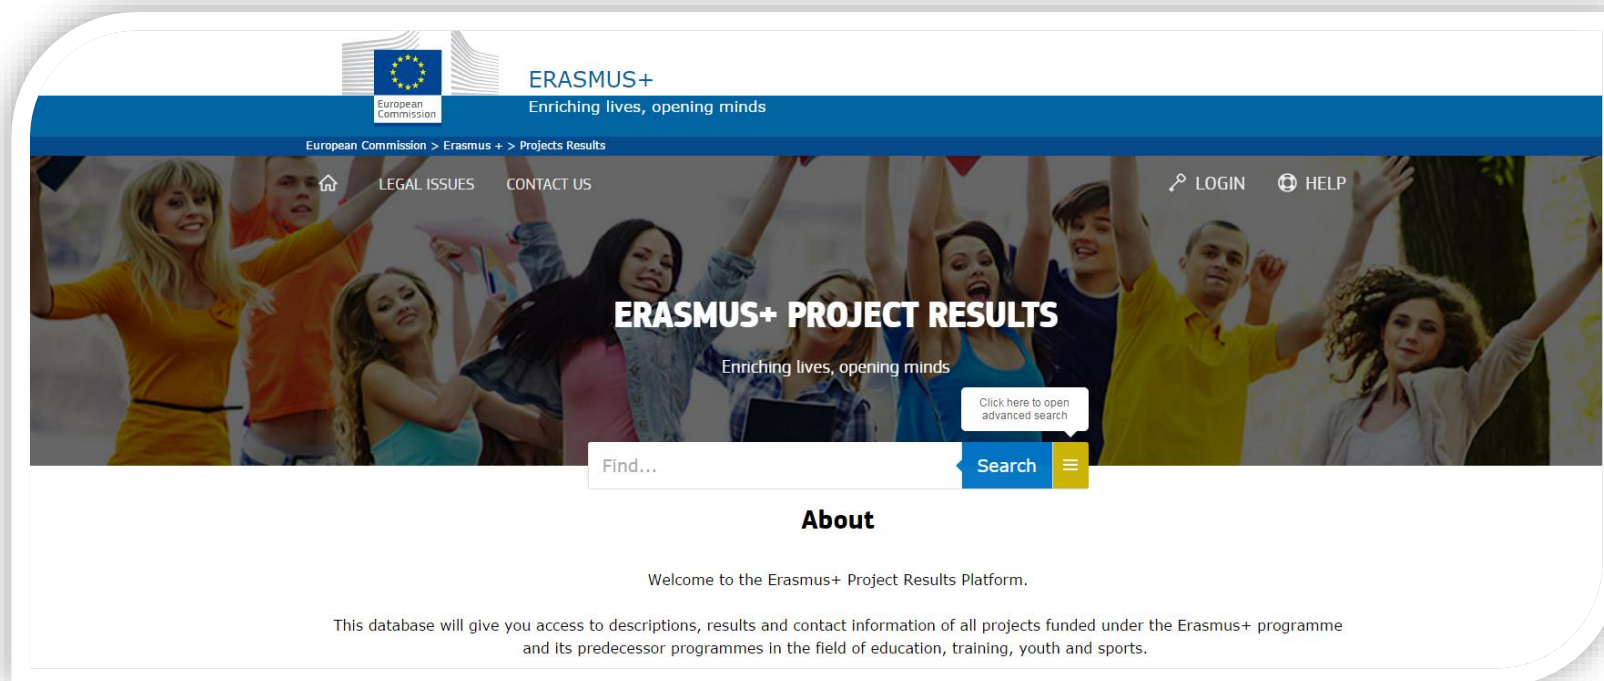 European
Commission
ERASMUS+
Enriching lives, opening minds
European Commission > Erasmus + > Projects Results
LEGAL ISSUES
CONTACT US
LOGIN
HELP
ERASMUS+ PROJECT RESULTS
Enriching lives, opening minds
Click here to open
advanced search
Find...
Search
About
Welcome to the Erasmus+ Project Results Platform.
This database will give you access to descriptions, results and contact information of all projects funded under the Erasmus+ programme
and its predecessor programmes in the field of education, training, youth and sports.